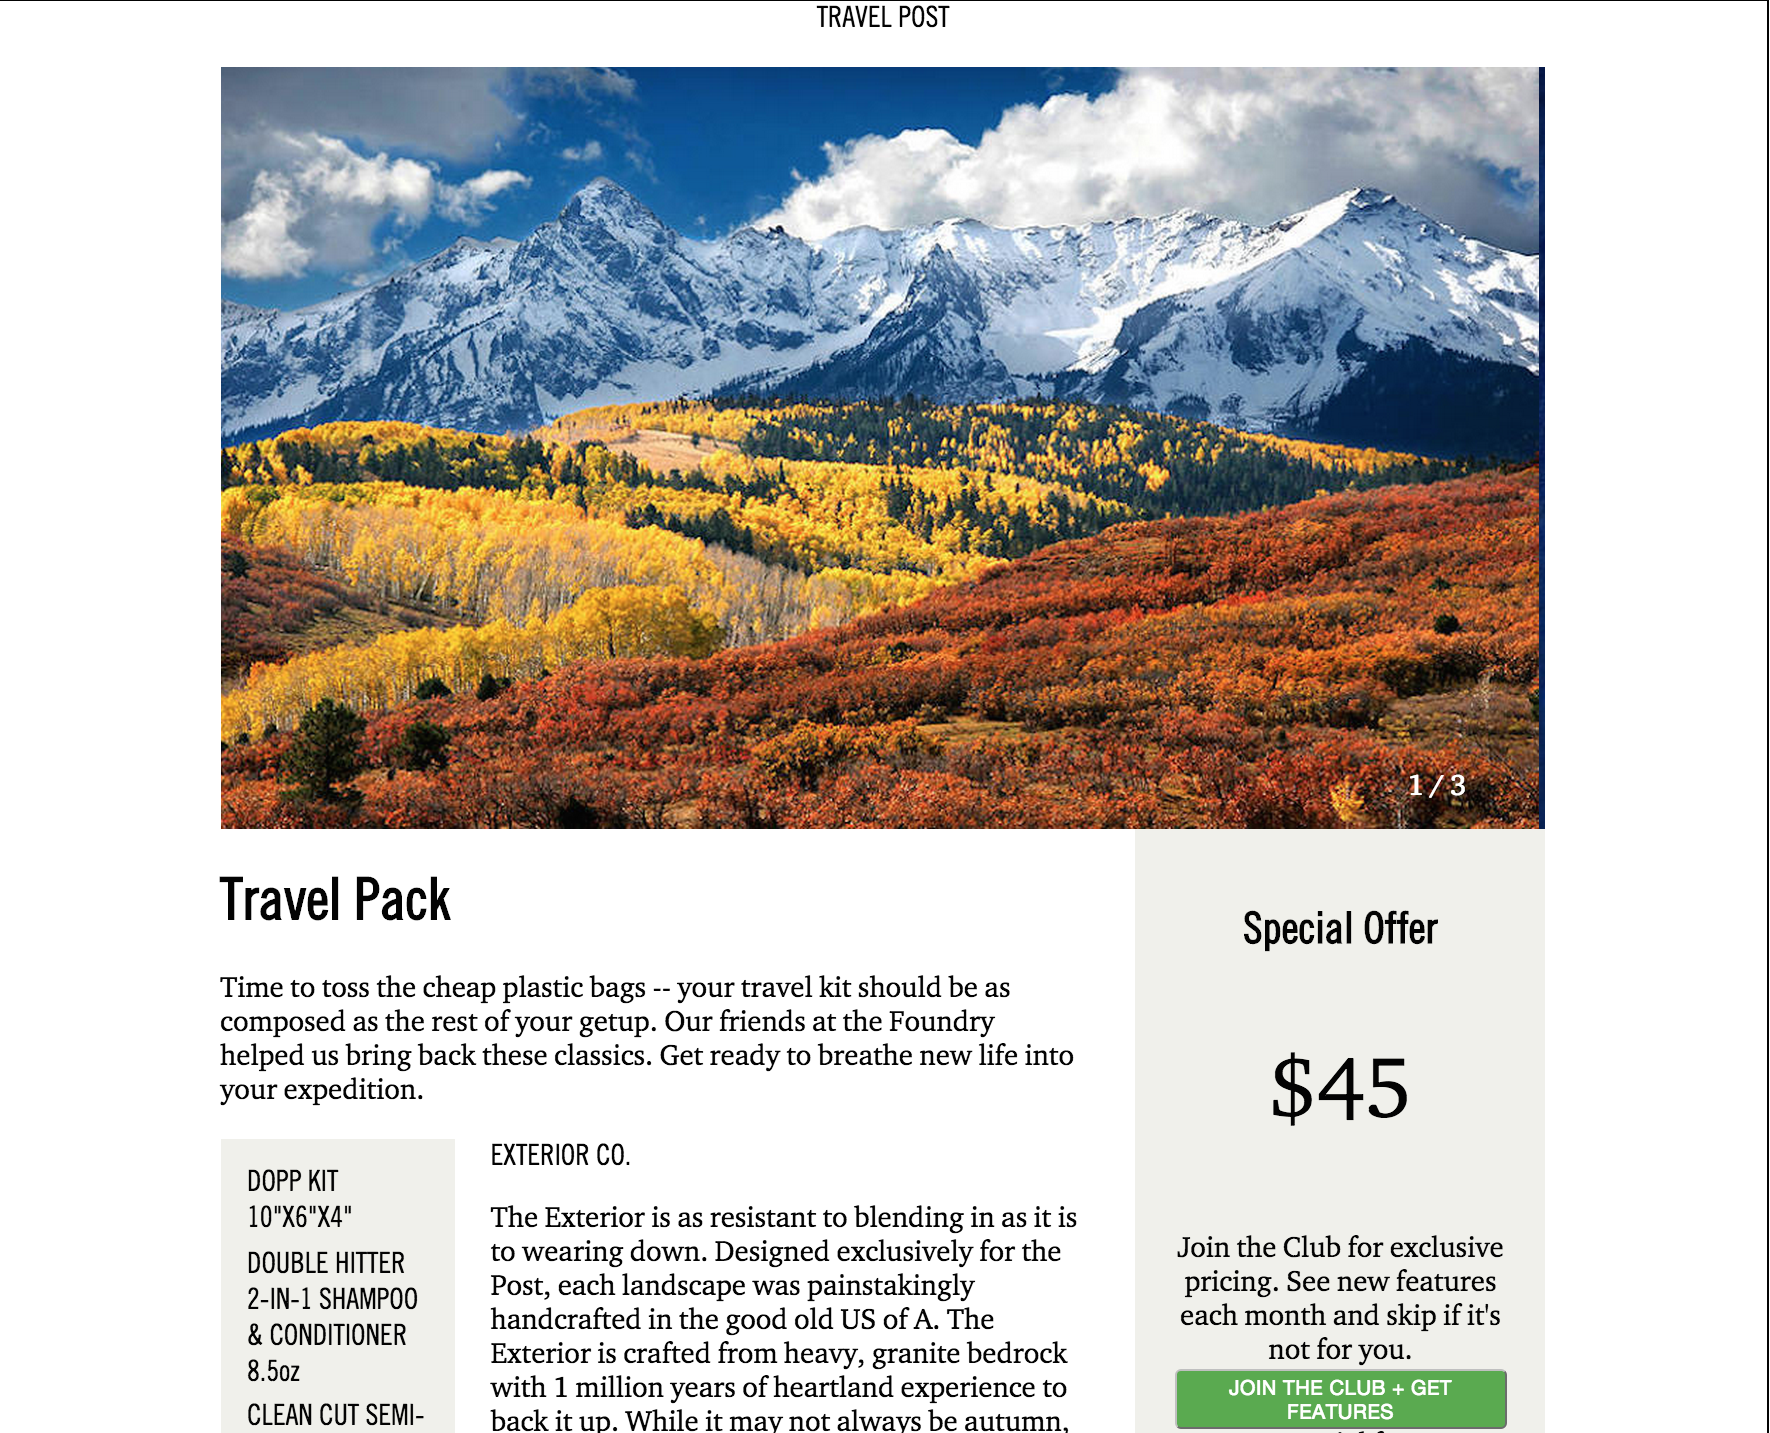 TRAVEL POST
1 / 3
Travel Pack
Time to toss the cheap plastic bags -- your travel kit should be as
composed as the rest of your getup. Our friends at the Foundry
helped us bring back these classics. Get ready to breathe new life into
your expedition.
DOPP KIT
10"X6"X4"
DOUBLE HITTER
2-IN-1 SHAMPOO
& CONDITIONER
8.5oz
CLEAN CUT SEMI-
EXTERIOR CO.
The Exterior is as resistant to blending in as it is
to wearing down. Designed exclusively for the
Post, each landscape was painstakingly
handcrafted in the good old US of A. The
Exterior is crafted from heavy, granite bedrock
with 1 million years of heartland experience to
back it up. While it may not always be autumn,
Special Offer
$45
Join the Club for exclusive
pricing. See new features
each month and skip if it's
not for you.
JOIN THE CLUB + GET
FEATURES